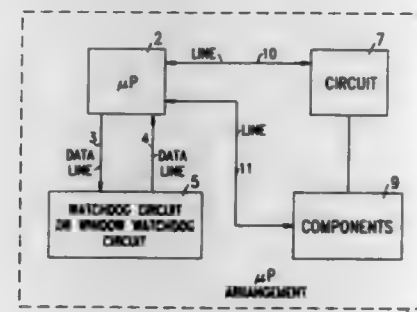 2
7
μP
LINE
10
CIRCUIT
3
4
LINE
DATA
LINE
DATA
LINE
11
5
9
WATCHDOG CIRCUIT
OR WINDOW WATCHDOG
CIRCUIT
COMPONENTS
μP
ARRANGEMENT